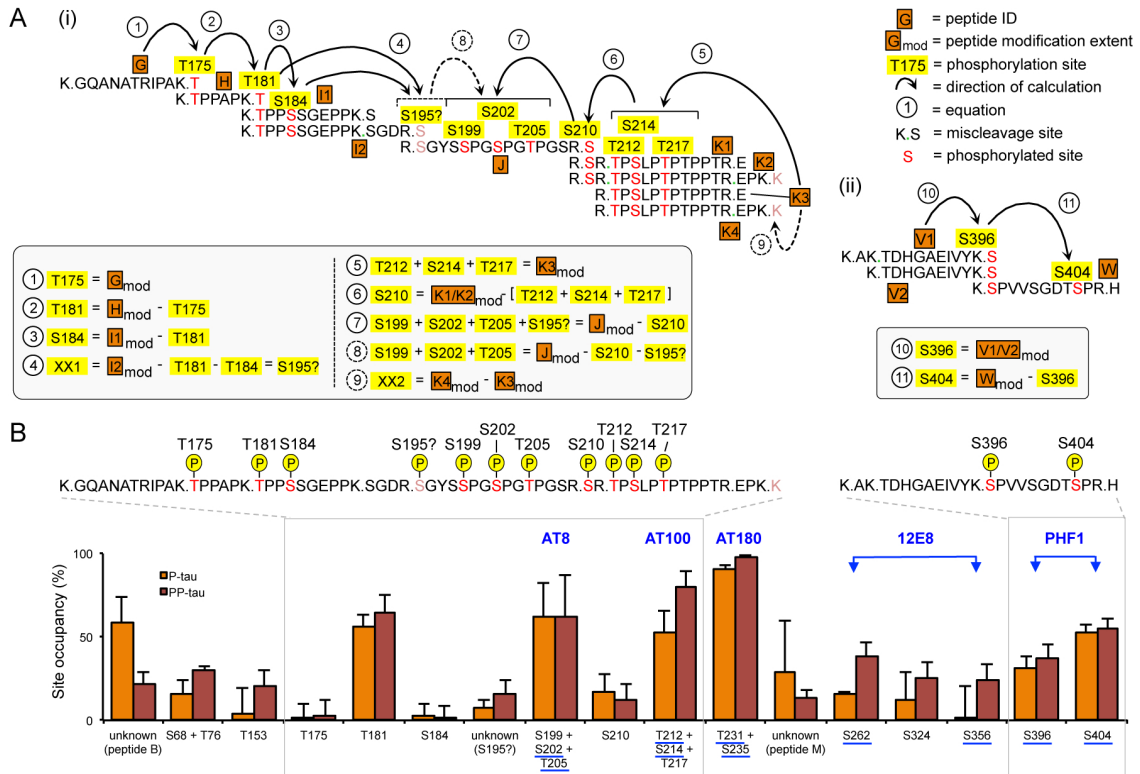 A
(i)
1 2 3 4 8 7 6 5
G = peptide ID
Gmod = peptide modification extent
T175 = phosphorylation site
= direction of calculation
1 = equation
K.S = miscleavage site
S = phosphorylated site
G T175 H T181 S184 I1 S195? S199 S202 T205 S210 T212 S214 T217 K1 K2
K.GQANATRIPAK.T
K.TPPAPK.T
K.TPPSSGEPPK.S
K.TPPSSGEPPK.SGDR.S
I2
R.SGYSSPGSPGTPGSR.S
J
R.SR.TPSLPTPPTR.E
R.SR.TPSLPTPPTR.EPK.K
R.TPSLPTPPTR.E K3
R.TPSLPTPPTR.EPK.K
K4
9
(ii)
10 11
V1 S396
K.AK.TDHGAEIVYK.S
K.TDHGAEIVYK.S
V2
S404 W
K.SPVVSGDTSPR.H
1 T175 = Gmod
2 T181 = Hmod - T175
3 S184 = I1mod - T181
4 XX1 = I2mod - T181 - T184 = S195?
5 T212 + S214 + T217 = K3mod
6 S210 = K1/K2mod - [ T212 + S214 + T217 ]
7 S199 + S202 + T205 + S195? = Jmod - S210
8 S199 + S202 + T205 = Jmod - S210 - S195?
9 XX2 = K4mod - K3mod
10 S396 = V1/V2mod
11 S404 = Wmod - S396
B
T175 T181 S184 S195? S199 S202 T205 S210 T212 S214 T217
P P P P P P P P P P P
K.GQANATRIPAK.TPPAPK.TPPSSGEPPK.SGDR.SGYSSPGSPGTPGSR.SR.TPSLPTPPTR.EPK.K
S396 S404
P P
K.AK.TDHGAEIVYK.SPVVSGDTSPR.H
AT8 AT100 AT180 12E8 PHF1
Site occupancy (%)
100
50
0
P-tau
PP-tau
unknown (peptide B)
S68 + T76
T153
T175
T181
S184
unknown (S195?)
S199 + S202 + T205
S210
T212 + S214 + T217
T231 + S235
unknown (peptide M)
S262
S324
S356
S396
S404